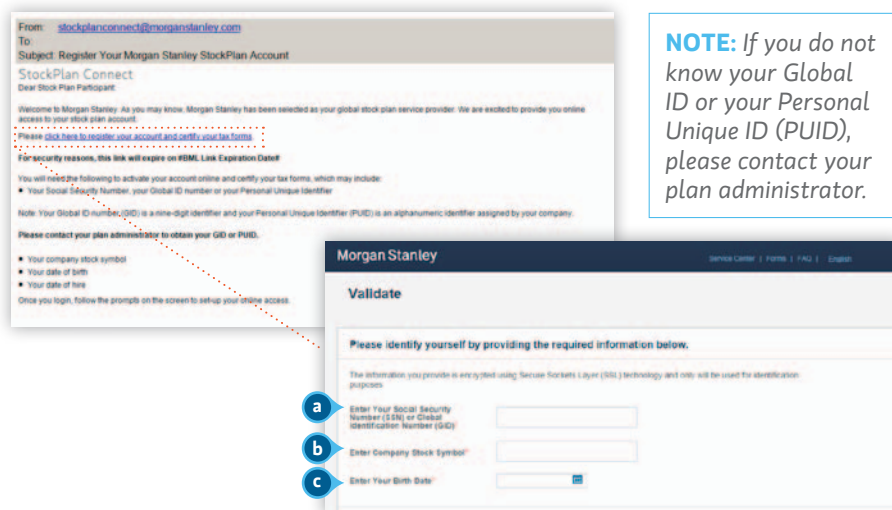 From: stockplanconnect@morganstanley.com
To:
Subject: Register Your Morgan Stanley StockPlan Account
StockPlan Connect
Dear Stock Plan Participant:
Welcome to Morgan Stanley. As you may know, Morgan Stanley has been selected as your global stock plan service provider. We are excited to provide you online
access to your stock plan account.
Please click here to register your account and certify your tax forms
For security reasons, this link will expire on #BML Link Expiration Date#
You will need the following to activate your account online and certify your tax forms, which may include:
■ Your Social Security Number, your Global ID number or your Personal Unique Identifier
Note: Your Global ID number (GID) is a nine-digit identifier and your Personal Unique Identifier (PUID) is an alphanumeric identifier assigned by your company.
Please contact your plan administrator to obtain your GID or PUID.
■ Your company stock symbol
■ Your date of birth
■ Your date of hire
Once you login, follow the prompts on the screen to set-up your online access.
NOTE: If you do not
know your Global
ID or your Personal
Unique ID (PUID),
please contact your
plan administrator.
Morgan Stanley
Service Center | Forms | FAQ | English
Validate
Please identify yourself by providing the required information below.
The information you provide is encrypted using Secure Sockets Layer (SSL) technology and only will be used for identification
purposes
a
Enter Your Social Security
Number (SSN) or Global
Identification Number (GID)*
b
Enter Company Stock Symbol*
c
Enter Your Birth Date*